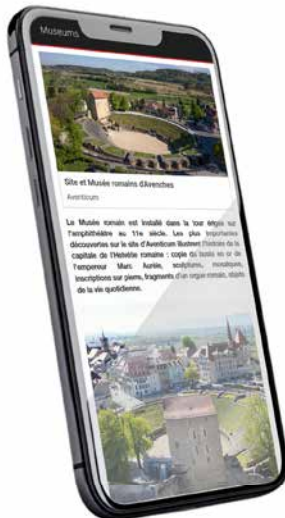 Museums
Site et Musée romains d'Avenches
Aventicum
Le Musée romain est installé dans la tour érigée sur
l'amphithéâtre au 11e siècle. Les plus importantes
découvertes sur le site d'Aventicum illustrent l'histoire de la
capitale de l'Helvétie romaine : copie du buste en or de
l'empereur Marc Aurèle, sculptures, mosaïques,
inscriptions sur pierre, fragments d'un orgue romain, objets
de la vie quotidienne.